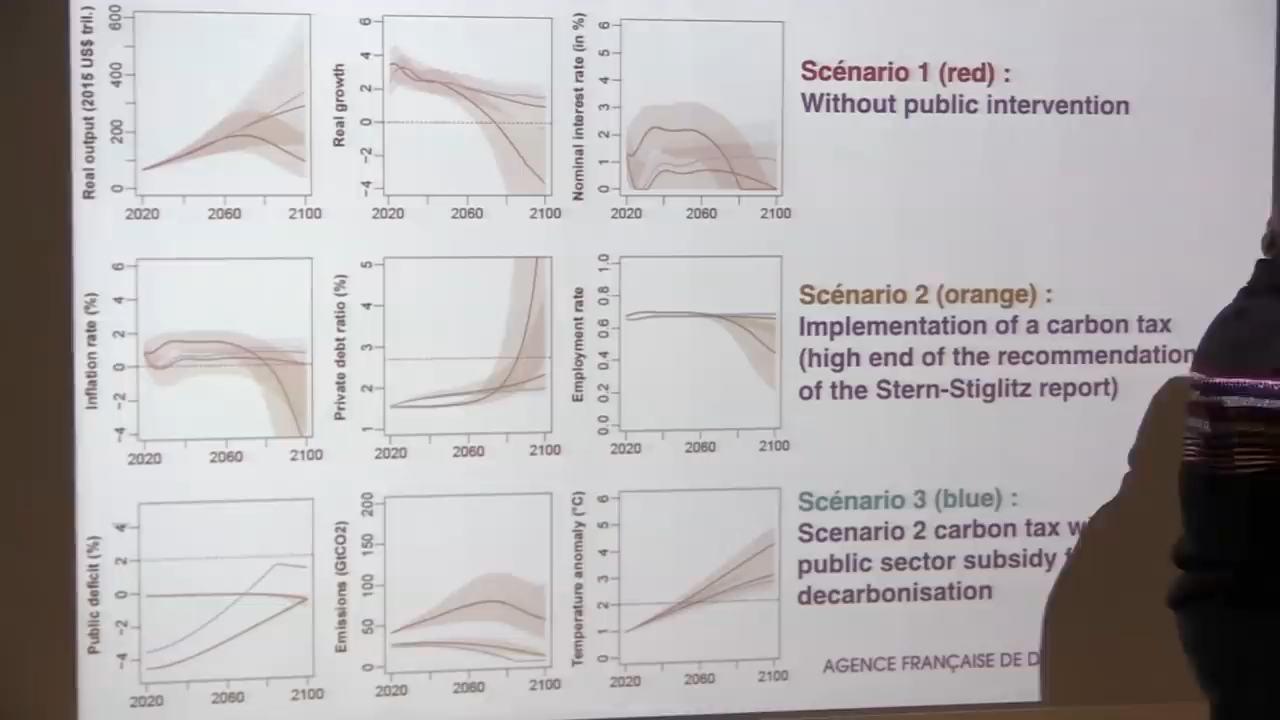 Real output (2015 US$ tril.)
0 200 400 600
2020 2060 2100
Real growth
-4 -2 0 2 4 6
2020 2060 2100
Nominal interest rate (in %)
0 1 2 3 4 5 6
2020 2060 2100
Scénario 1 (red) :
Without public intervention
Inflation rate (%)
-4 -2 0 2 4 6
2020 2060 2100
Private debt ratio (%)
1 2 3 4 5
2020 2060 2100
Employment rate
0.0 0.2 0.4 0.6 0.8 1.0
2020 2060 2100
Scénario 2 (orange) :
Implementation of a carbon tax
(high end of the recommendation
of the Stern-Stiglitz report)
Public deficit (%)
-4 -2 0 2 4
2020 2060 2100
Emissions (GtCO2)
0 50 100 150 200
2020 2060 2100
Temperature anomaly (°C)
0 1 2 3 4 5 6
2020 2060 2100
Scénario 3 (blue) :
Scenario 2 carbon tax
public sector subsidy
decarbonisation
AGENCE FRANÇAISE DE D